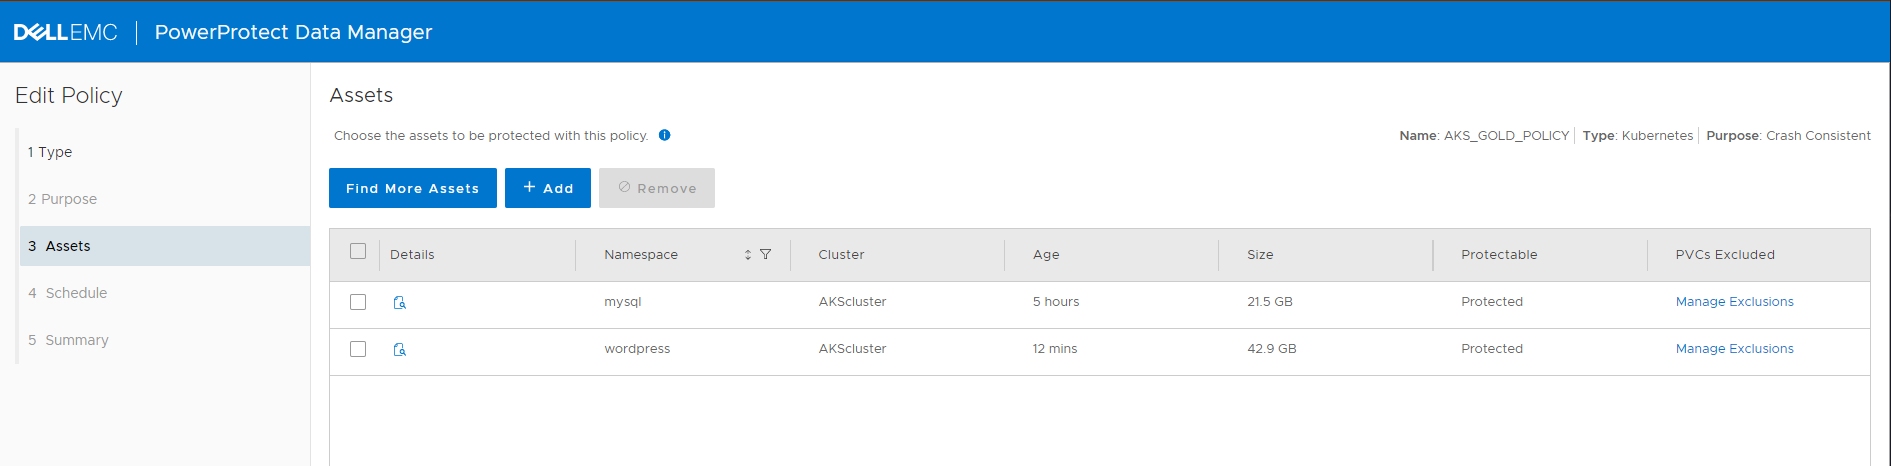 DELLEMC PowerProtect Data Manager
Edit Policy
1 Type
2 Purpose
3 Assets
4 Schedule
5 Summary
Assets
Choose the assets to be protected with this policy.
Name: AKS_GOLD_POLICY Type: Kubernetes Purpose: Crash Consistent
Find More Assets + Add Remove
Details Namespace Cluster Age Size Protectable PVCs Excluded
mysql AKScluster 5 hours 21.5 GB Protected Manage Exclusions
wordpress AKScluster 12 mins 42.9 GB Protected Manage Exclusions